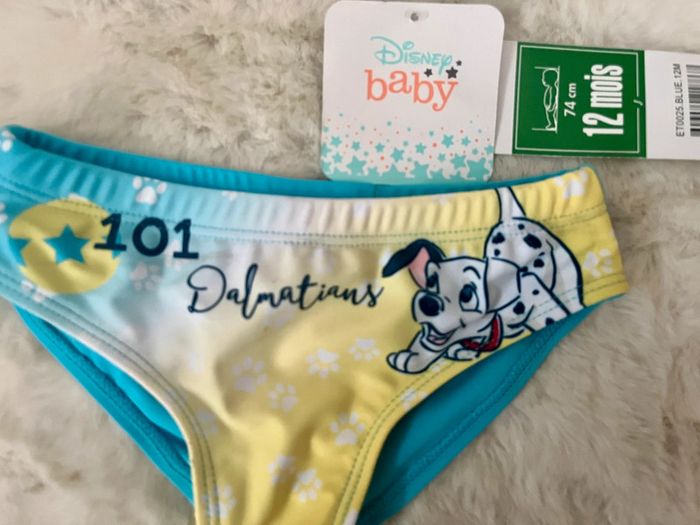 Disney
baby
74 cm
12 mois
ET0025.BLUE.12M
101
Dalmatians